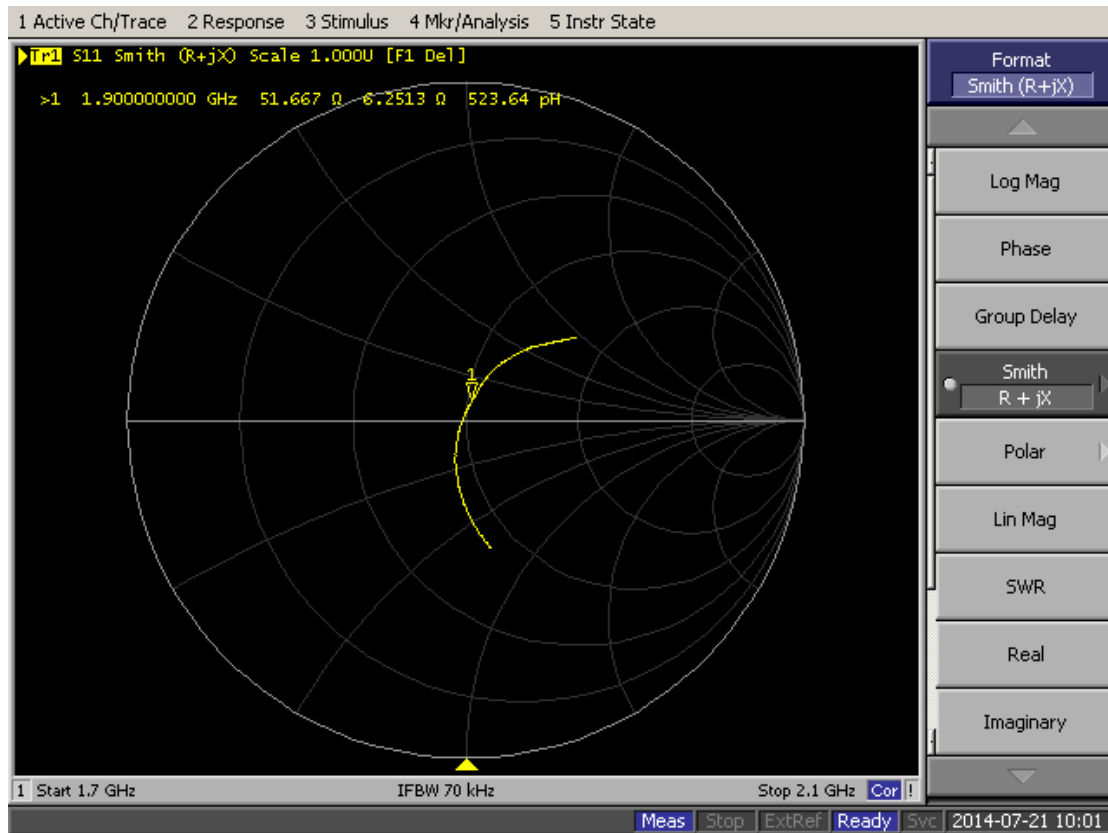 1 Active Ch/Trace 2 Response 3 Stimulus 4 Mkr/Analysis 5 Instr State
Tr1 S11 Smith (R+jX) Scale 1.000U [F1 Del]
>1 1.900000000 GHz 51.667 Ω 6.2513 Ω 523.64 pH
1
1 Start 1.7 GHz IFBW 70 kHz Stop 2.1 GHz Cor !
Format
Smith (R+jX)
Log Mag
Phase
Group Delay
Smith
R + jX
Polar
Lin Mag
SWR
Real
Imaginary
Meas Stop ExtRef Ready Svc 2014-07-21 10:01